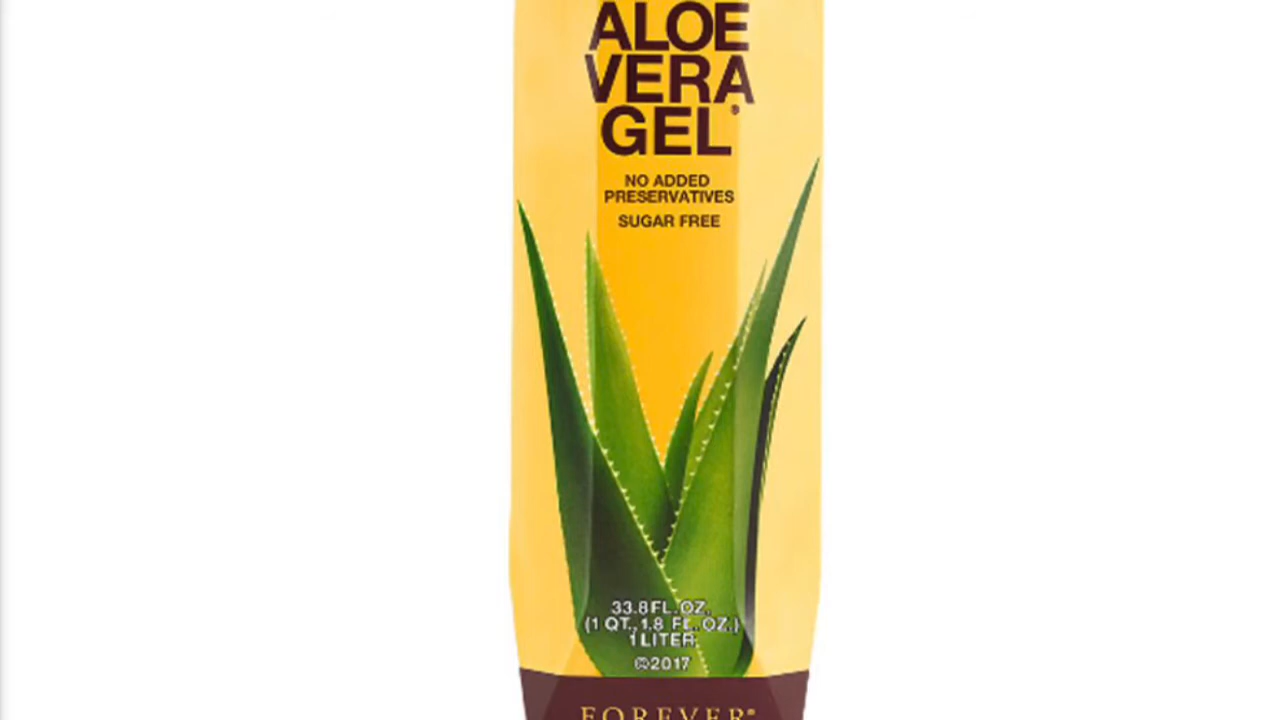 ALOE
VERA
GEL®
NO ADDED
PRESERVATIVES
SUGAR FREE
33.8 FL. OZ.
(1 QT., 1.8 FL. OZ.)
1 LITER
©2017
FOREVER®